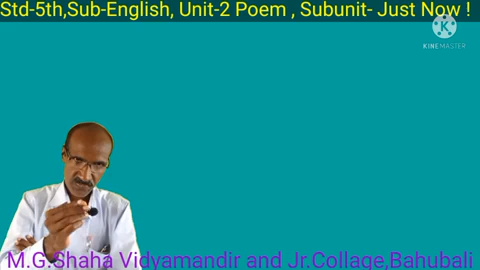 Std-5th,Sub-English, Unit-2 Poem , Subunit- Just Now !
KINEMASTER
M.G.Shaha Vidyamandir and Jr.Collage,Bahubali